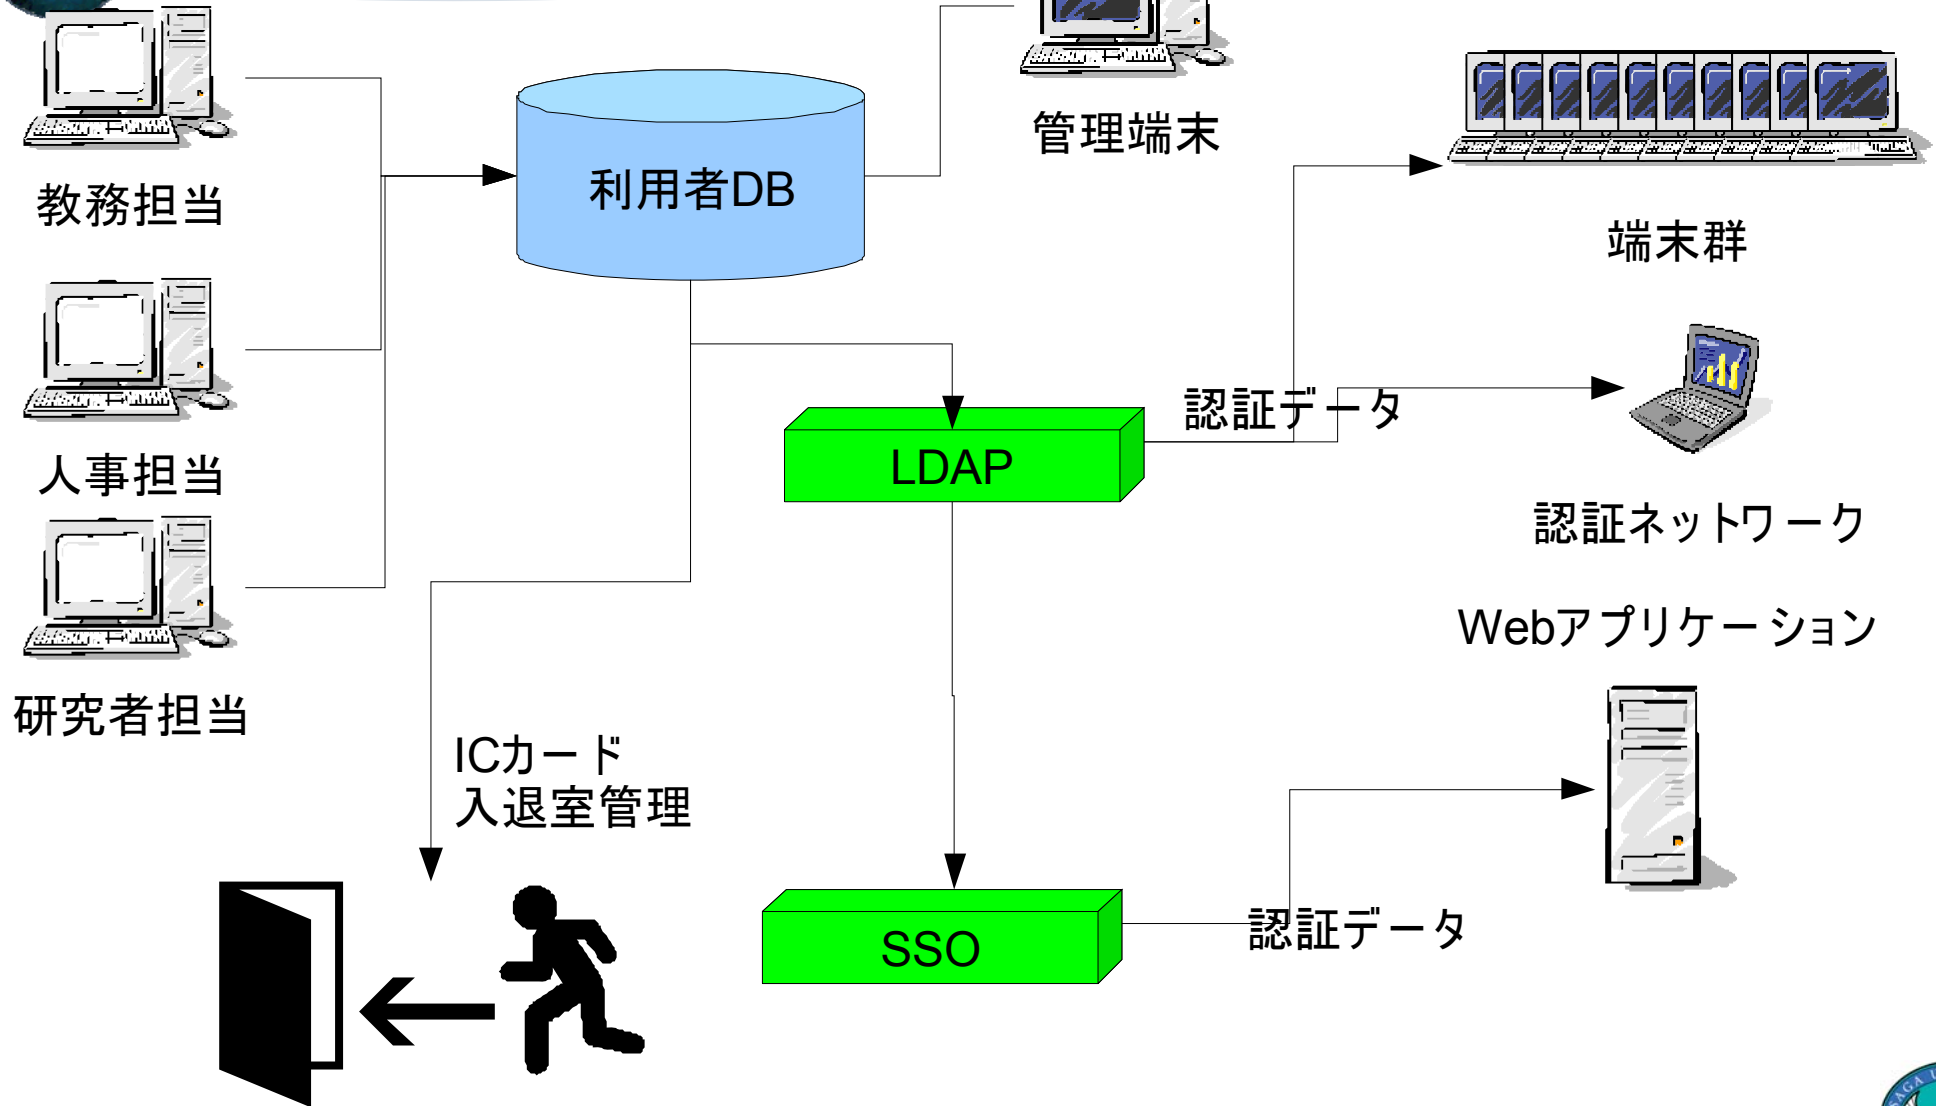 管理端末
利用者DB
教務担当
端末群
認証データ
人事担当
LDAP
認証ネットワーク
Webアプリケーション
研究者担当
ICカード
入退室管理
SSO
認証データ